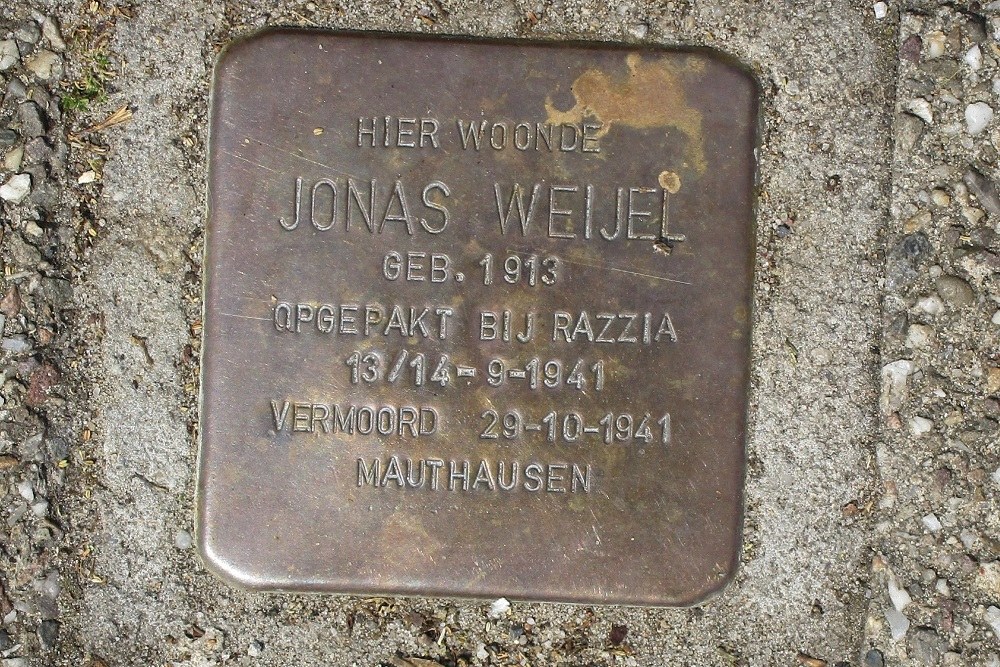 HIER WOONDE
JONAS WEIJEL
GEB. 1913
OPGEPAKT BIJ RAZZIA
13/14-9-1941
VERMOORD 29-10-1941
MAUTHAUSEN